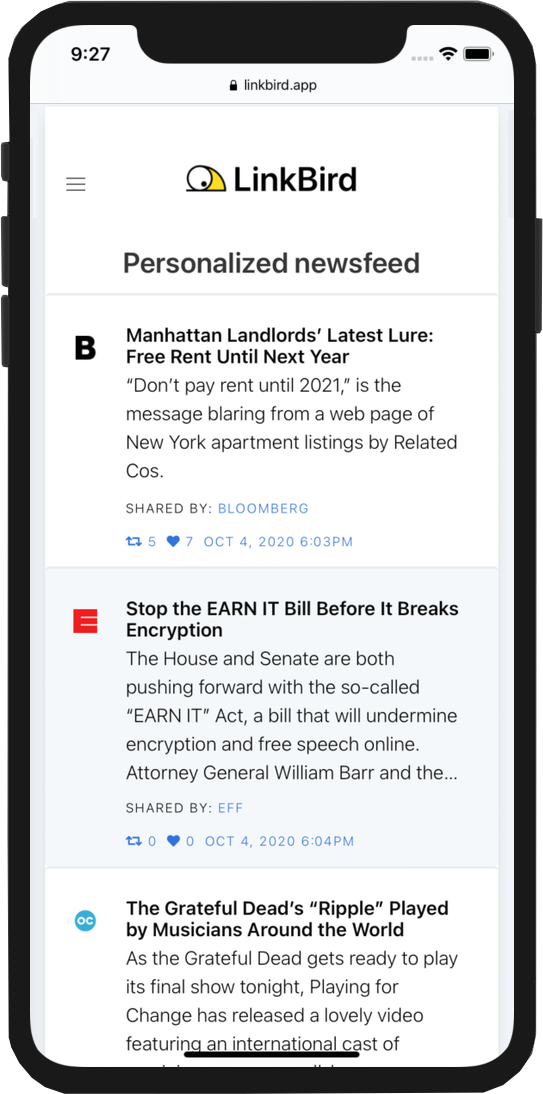 9:27
linkbird.app
LinkBird
Personalized newsfeed
B
Manhattan Landlords’ Latest Lure:
Free Rent Until Next Year
“Don’t pay rent until 2021,” is the
message blaring from a web page of
New York apartment listings by Related
Cos.
SHARED BY: BLOOMBERG
5 7 OCT 4, 2020 6:03PM
E
Stop the EARN IT Bill Before It Breaks
Encryption
The House and Senate are both
pushing forward with the so-called
“EARN IT” Act, a bill that will undermine
encryption and free speech online.
Attorney General William Barr and the...
SHARED BY: EFF
0 0 OCT 4, 2020 6:04PM
OC
The Grateful Dead’s “Ripple” Played
by Musicians Around the World
As the Grateful Dead gets ready to play
its final show tonight, Playing for
Change has released a lovely video
featuring an international cast of